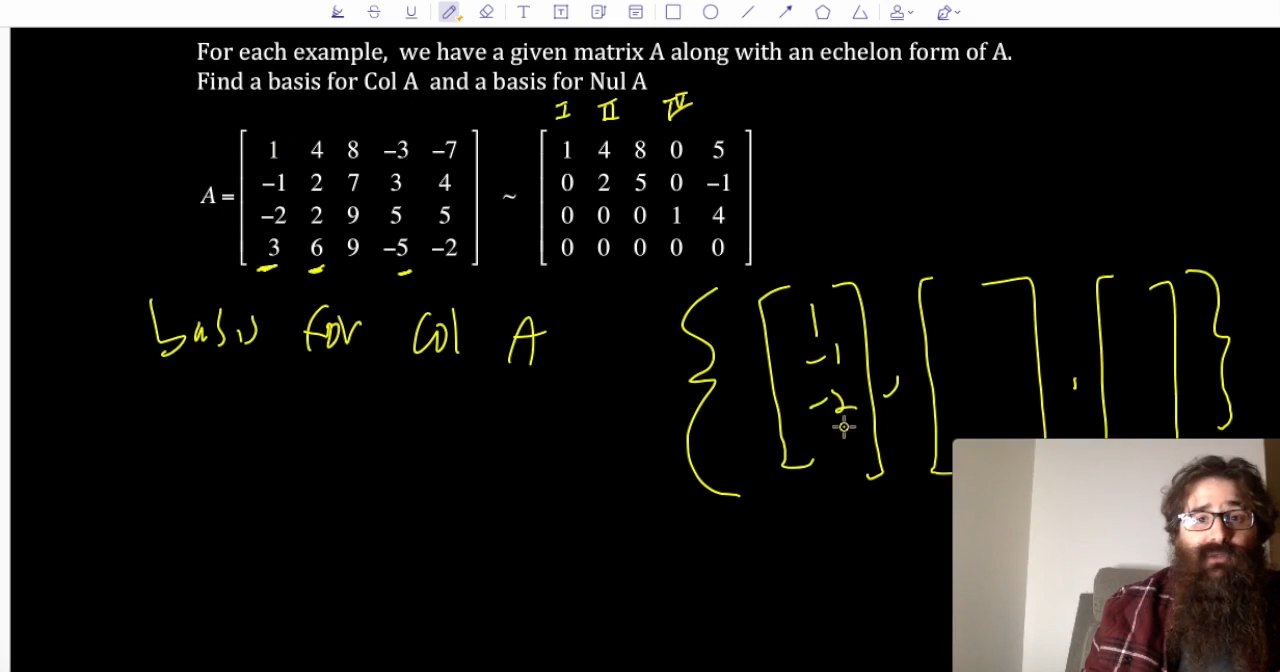 For each example, we have a given matrix A along with an echelon form of A.
Find a basis for Col A and a basis for Nul A
I II IV
A = [ 1 4 8 −3 −7 ] ~ [ 1 4 8 0 5 ]
[ −1 2 7 3 4 ] [ 0 2 5 0 −1 ]
[ −2 2 9 5 5 ] [ 0 0 0 1 4 ]
[ 3 6 9 −5 −2 ] [ 0 0 0 0 0 ]
basis for Col A { [ 1 ], [ ], [ ] }
−1
−2